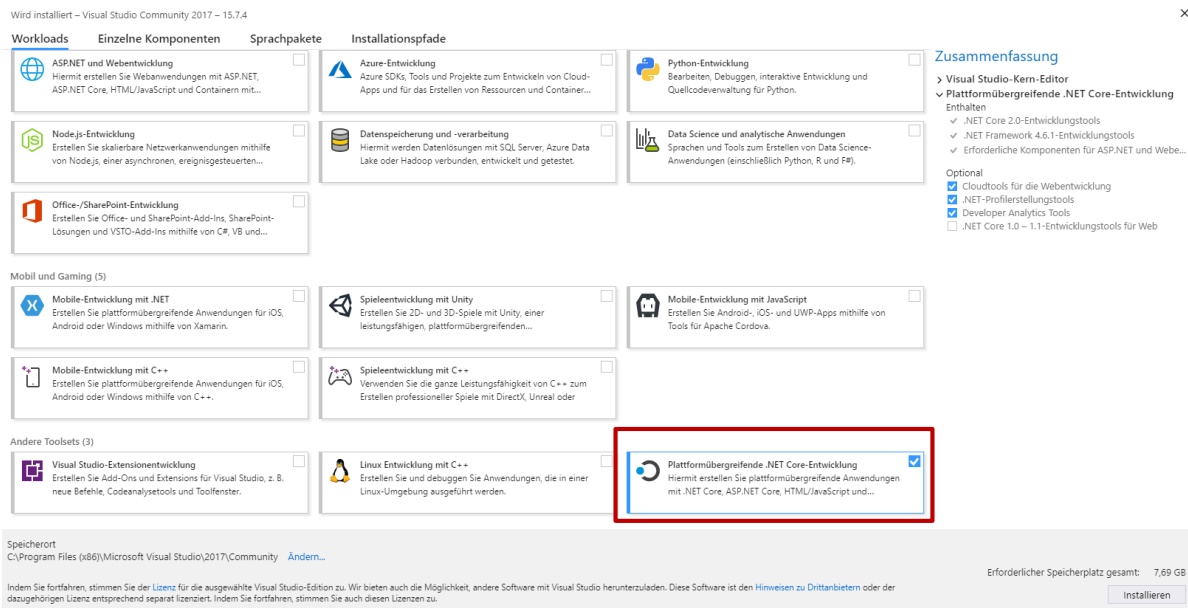 Wird installiert – Visual Studio Community 2017 – 15.7.4
Workloads Einzelne Komponenten Sprachpakete Installationspfade
ASP.NET und Webentwicklung
Hiermit erstellen Sie Webanwendungen mit ASP.NET,
ASP.NET Core, HTML/JavaScript und Containern mit...
Azure-Entwicklung
Azure SDKs, Tools und Projekte zum Entwickeln von Cloud-
Apps und für das Erstellen von Ressourcen und Container...
Python-Entwicklung
Bearbeiten, Debuggen, interaktive Entwicklung und
Quellcodeverwaltung für Python.
Node.js-Entwicklung
Erstellen Sie skalierbare Netzwerkanwendungen mithilfe
von Node.js, einer asynchronen, ereignisgesteuerten...
Datenspeicherung und -verarbeitung
Hiermit werden Datenlösungen mit SQL Server, Azure Data
Lake oder Hadoop verbunden, entwickelt und getestet.
Data Science und analytische Anwendungen
Sprachen und Tools zum Erstellen von Data Science-
Anwendungen (einschließlich Python, R und F#).
Office-/SharePoint-Entwicklung
Erstellen Sie Office- und SharePoint-Add-Ins, SharePoint-
Lösungen und VSTO-Add-Ins mithilfe von C#, VB und...
Mobil und Gaming (5)
Mobile-Entwicklung mit .NET
Erstellen Sie plattformübergreifende Anwendungen für iOS,
Android oder Windows mithilfe von Xamarin.
Spieleentwicklung mit Unity
Erstellen Sie 2D- und 3D-Spiele mit Unity, einer
leistungsfähigen, plattformübergreifenden...
Mobile-Entwicklung mit JavaScript
Erstellen Sie Android-, iOS- und UWP-Apps mithilfe von
Tools für Apache Cordova.
Mobile-Entwicklung mit C++
Erstellen Sie plattformübergreifende Anwendungen für iOS,
Android oder Windows mithilfe von C++.
Spieleentwicklung mit C++
Verwenden Sie die ganze Leistungsfähigkeit von C++ zum
Erstellen professioneller Spiele mit DirectX, Unreal oder
Andere Toolsets (3)
Visual Studio-Extensionentwicklung
Erstellen Sie Add-Ons und Extensions für Visual Studio, z. B.
neue Befehle, Codeanalysetools und Toolfenster.
Linux Entwicklung mit C++
Erstellen Sie und debuggen Sie Anwendungen, die in einer
Linux-Umgebung ausgeführt werden.
Plattformübergreifende .NET Core-Entwicklung
Hiermit erstellen Sie plattformübergreifende Anwendungen
mit .NET Core, ASP.NET Core, HTML/JavaScript und...
Zusammenfassung
Visual Studio-Kern-Editor
Plattformübergreifende .NET Core-Entwicklung
Enthalten
.NET Core 2.0-Entwicklungstools
.NET Framework 4.6.1-Entwicklungstools
Erforderliche Komponenten für ASP.NET und Webe...
Optional
Cloudtools für die Webentwicklung
.NET-Profilerstellungstools
Developer Analytics Tools
.NET Core 1.0 – 1.1-Entwicklungstools für Web
Speicherort
C:\Program Files (x86)\Microsoft Visual Studio\2017\Community Ändern...
Erforderlicher Speicherplatz gesamt: 7,69 GB
Indem Sie fortfahren, stimmen Sie der Lizenz für die ausgewählte Visual Studio-Edition zu. Wir bieten auch die Möglichkeit, andere Software mit Visual Studio herunterzuladen. Diese Software ist den Hinweisen zu Drittanbietern oder der
dazugehörigen Lizenz entsprechend separat lizenziert. Indem Sie fortfahren, stimmen Sie auch diesen Lizenzen zu.
Installieren